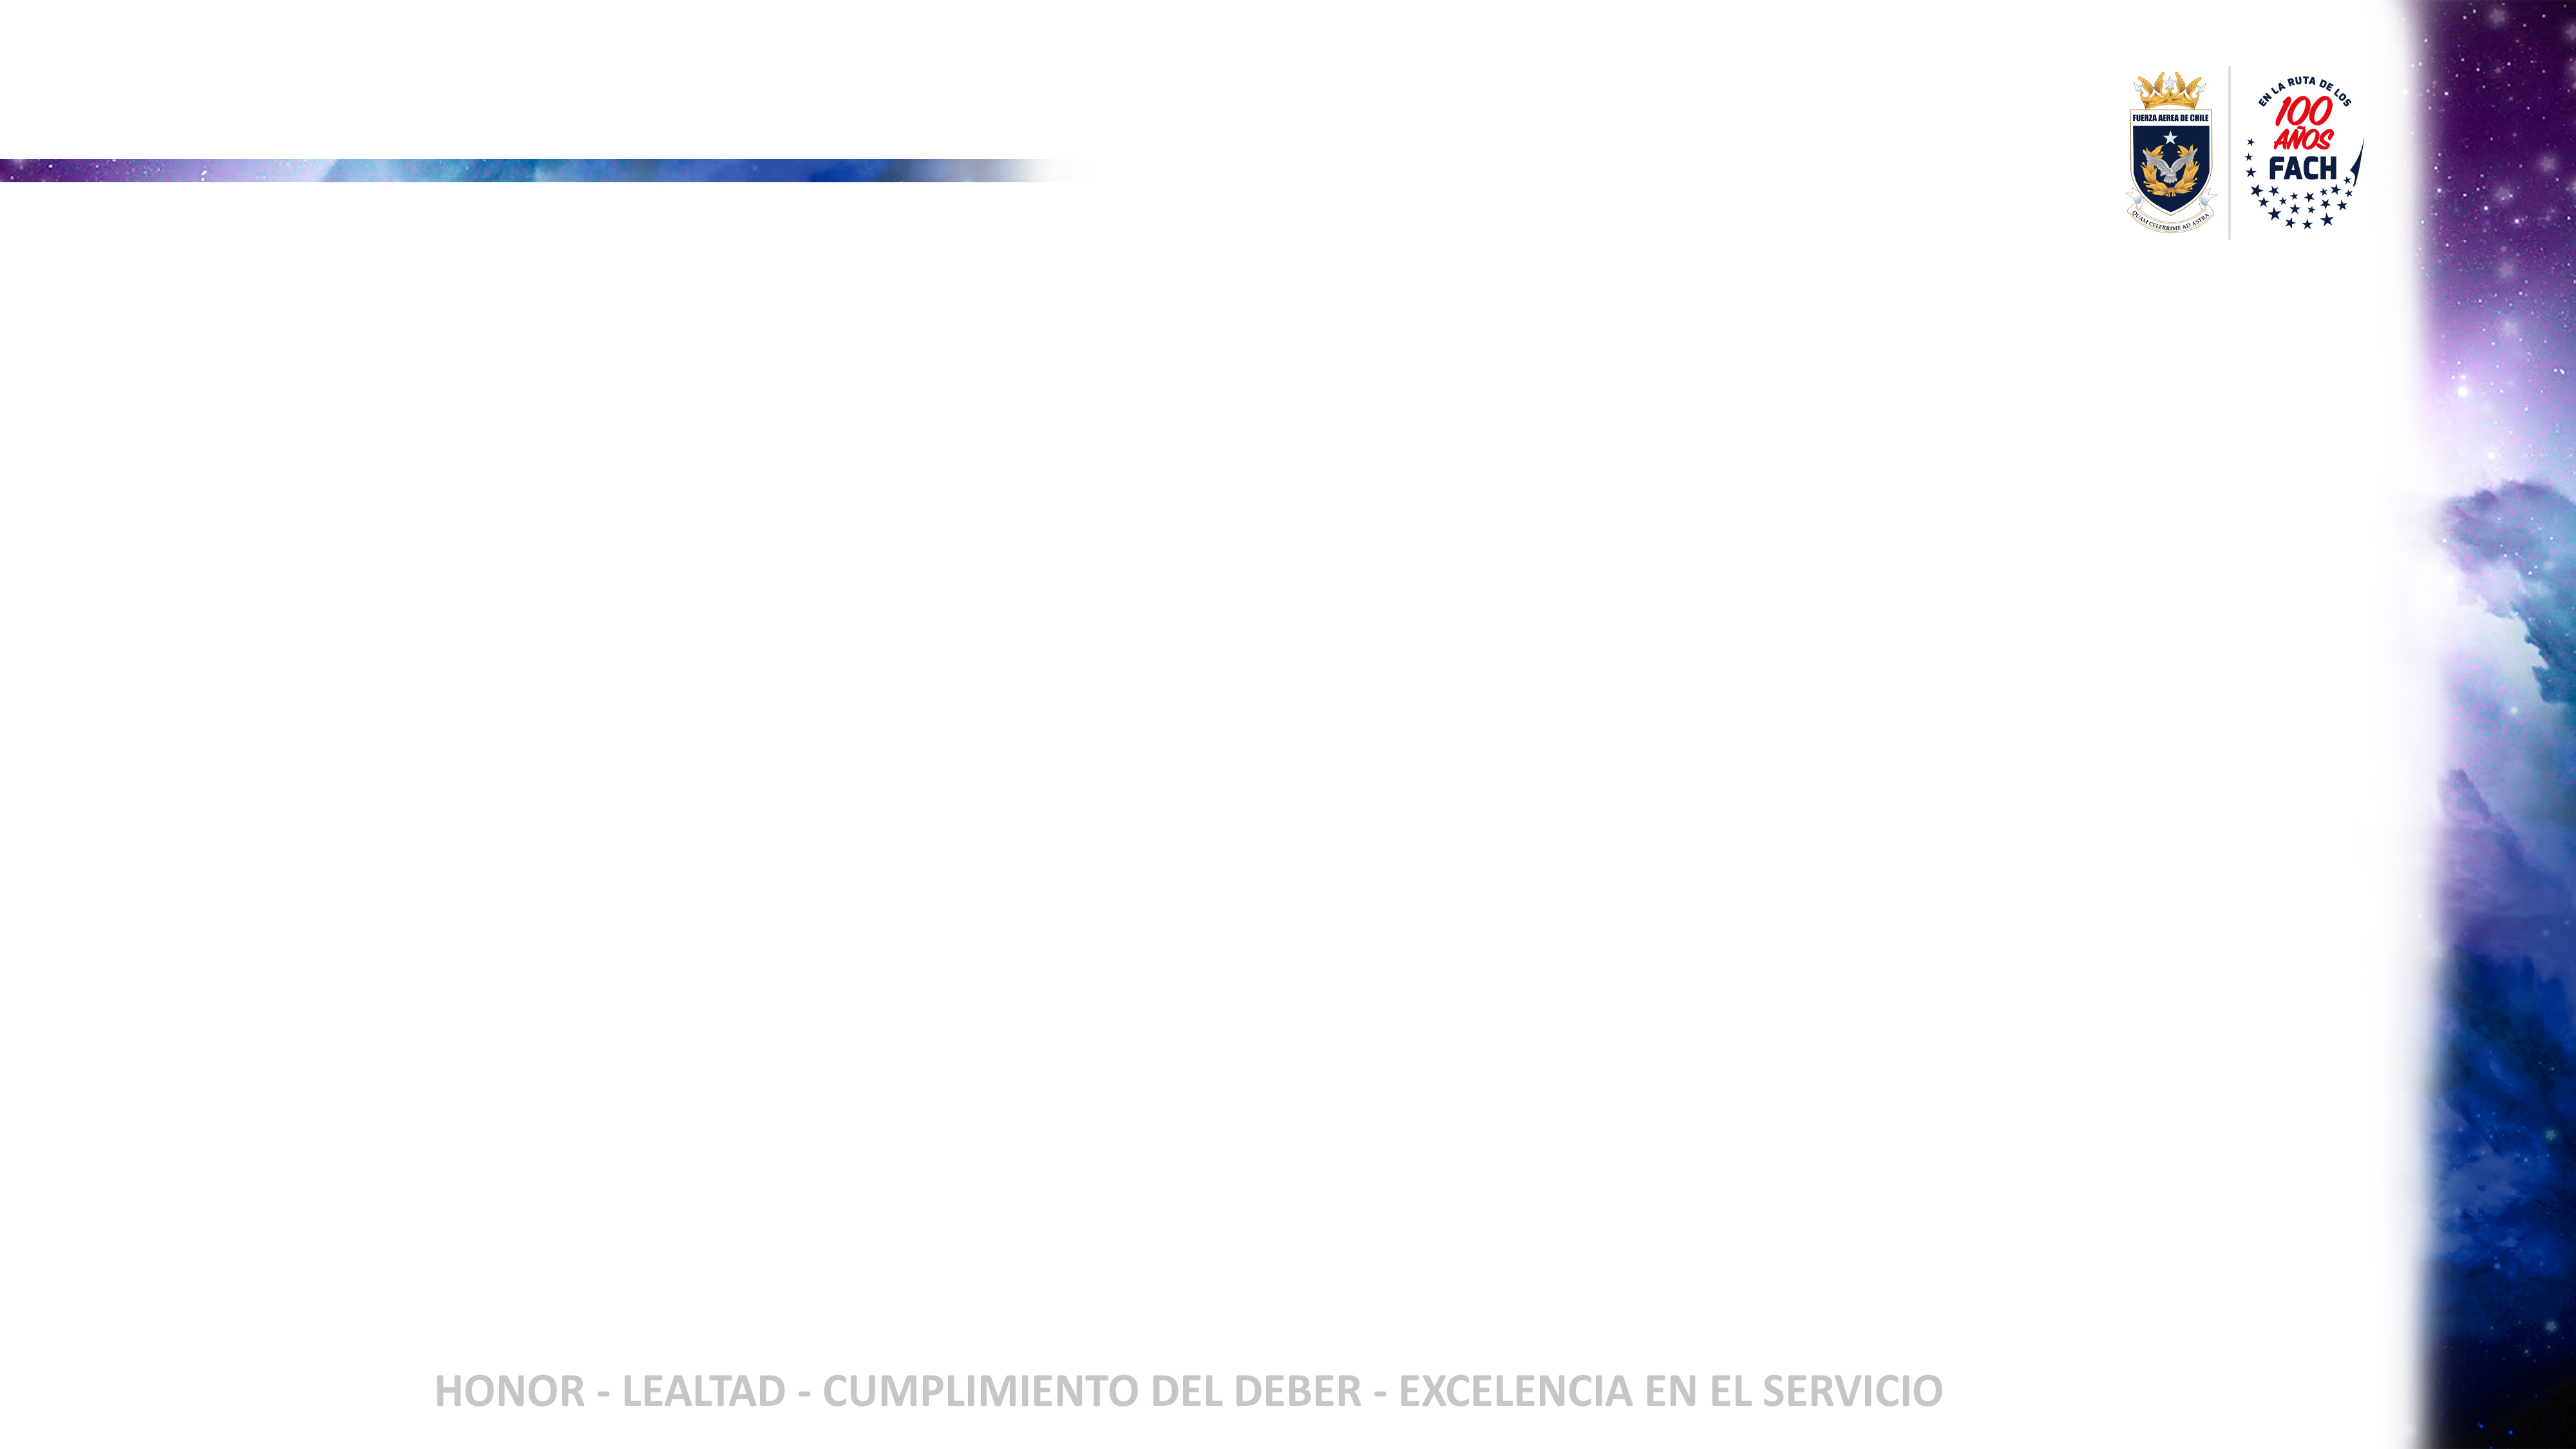 FUERZA AEREA DE CHILE
QUAM CELERRIME AD ASTRA
EN LA RUTA DE LOS
100
AÑOS
FACH
HONOR - LEALTAD - CUMPLIMIENTO DEL DEBER - EXCELENCIA EN EL SERVICIO